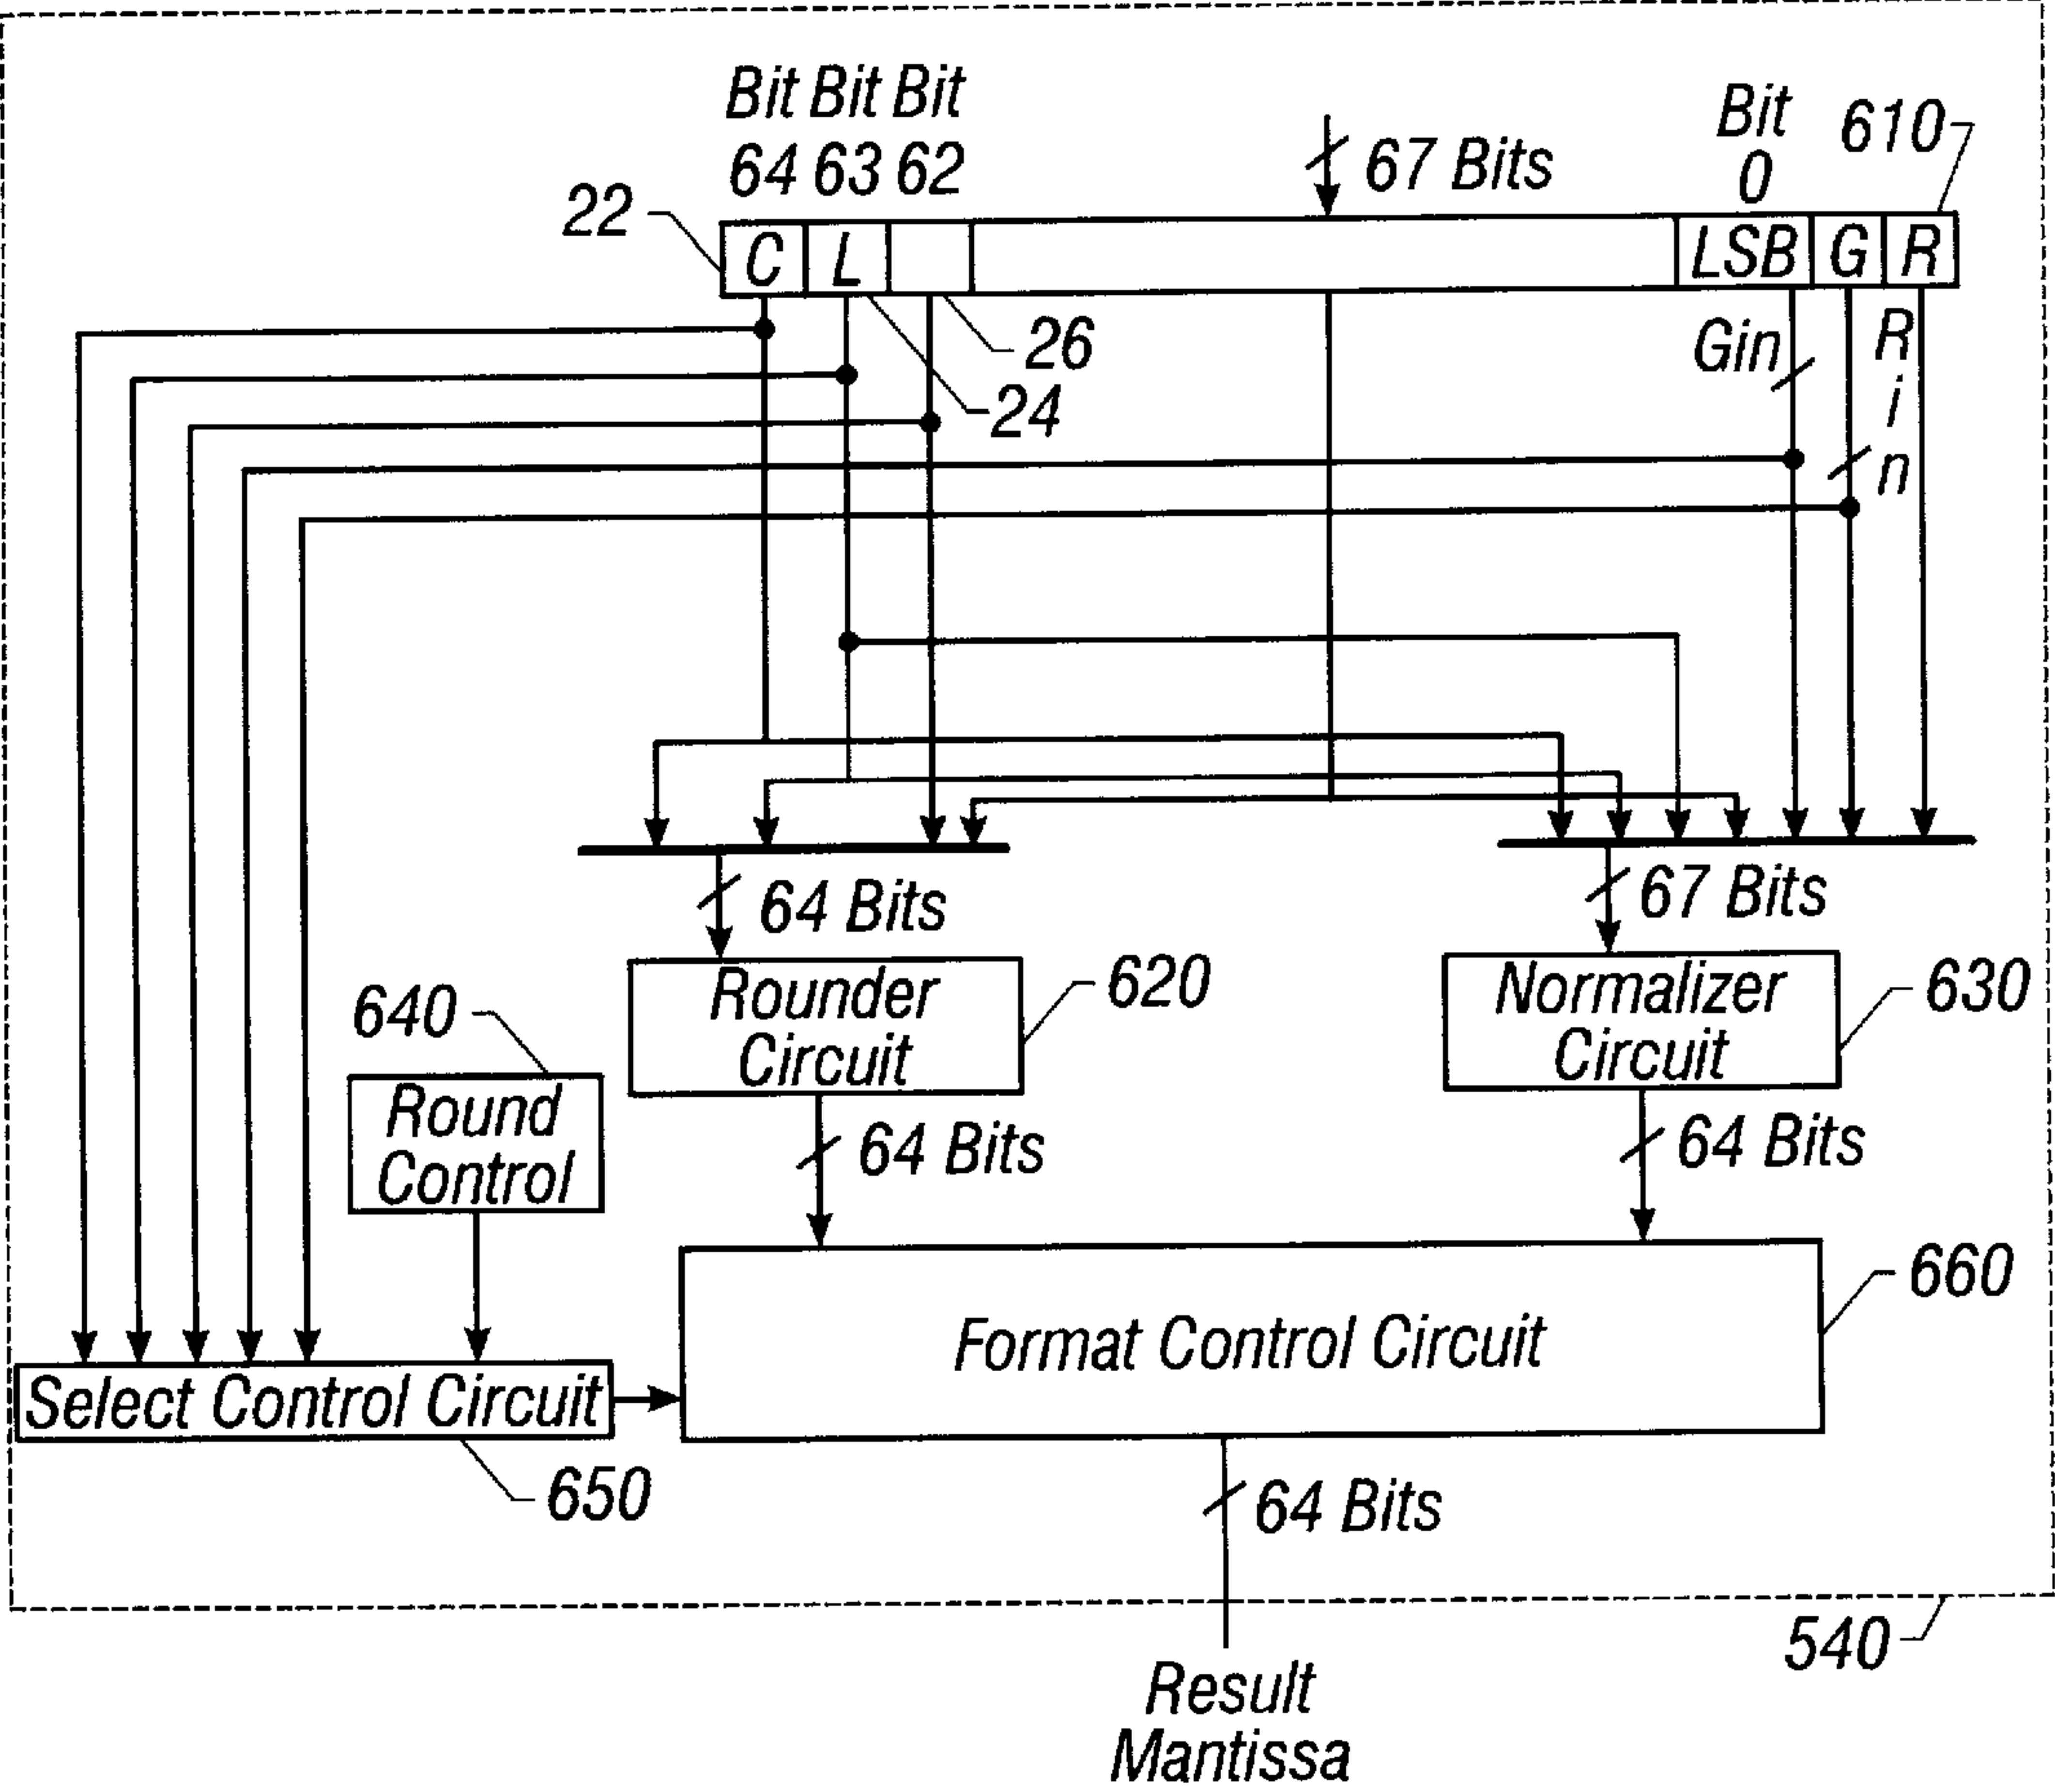 Bit Bit Bit
64 63 62
Bit
0
610
22
67 Bits
C L LSB G R
26
24
Gin
R
i
n
64 Bits
67 Bits
Rounder
Circuit
620
Normalizer
Circuit
630
640
Round
Control
64 Bits
64 Bits
660
Format Control Circuit
Select Control Circuit
650
64 Bits
540
Result
Mantissa